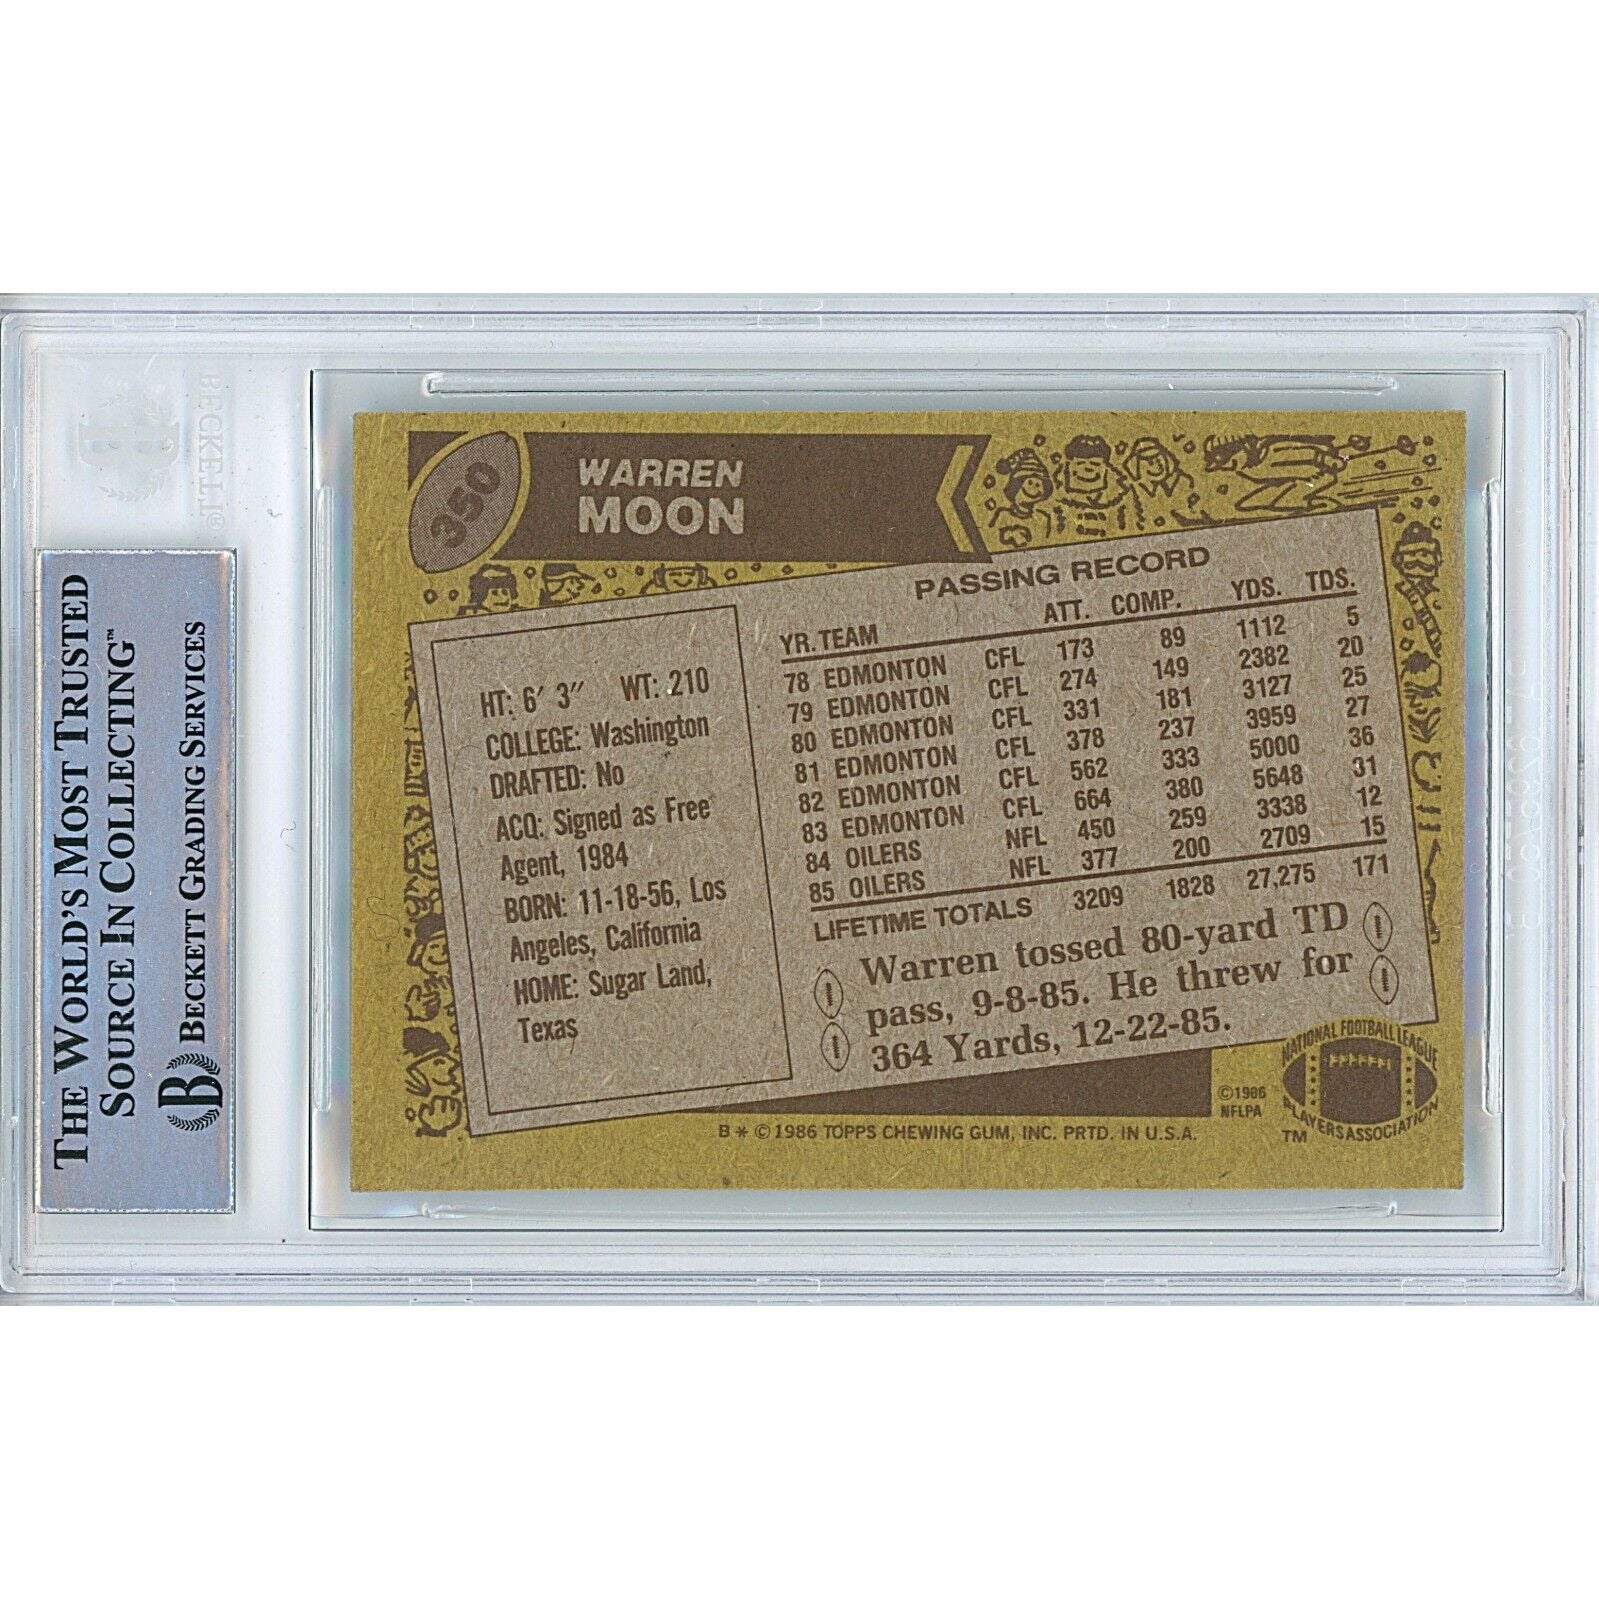 BECKETT®
B
THE WORLD'S MOST TRUSTED
SOURCE IN COLLECTING™
B BECKETT GRADING SERVICES
350
WARREN
MOON
HT: 6′ 3″ WT: 210
COLLEGE: Washington
DRAFTED: No
ACQ: Signed as Free
Agent, 1984
BORN: 11-18-56, Los
Angeles, California
HOME: Sugar Land,
Texas
PASSING RECORD
YR. TEAM ATT. COMP. YDS. TDS.
78 EDMONTON CFL 173 89 1112 5
79 EDMONTON CFL 274 149 2382 20
80 EDMONTON CFL 331 181 3127 25
81 EDMONTON CFL 378 237 3959 27
82 EDMONTON CFL 562 333 5000 36
83 EDMONTON CFL 664 380 5648 31
84 OILERS NFL 450 259 3338 12
85 OILERS NFL 377 200 2709 15
LIFETIME TOTALS 3209 1828 27,275 171
Warren tossed 80-yard TD
pass, 9-8-85. He threw for
364 Yards, 12-22-85.
©1986
NFLPA
NATIONAL FOOTBALL LEAGUE
PLAYERS ASSOCIATION
TM
B * © 1986 TOPPS CHEWING GUM, INC. PRTD. IN U.S.A.